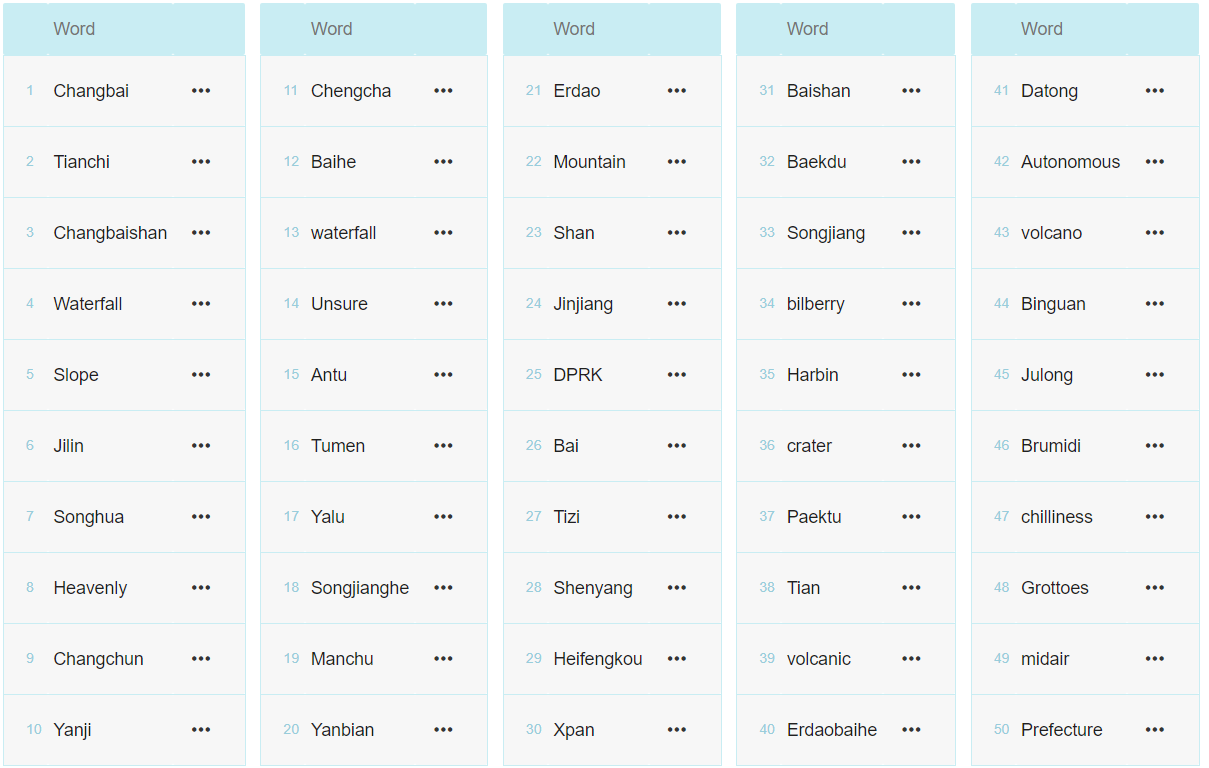 Word
1 Changbai •••
2 Tianchi •••
3 Changbaishan •••
4 Waterfall •••
5 Slope •••
6 Jilin •••
7 Songhua •••
8 Heavenly •••
9 Changchun •••
10 Yanji •••
Word
11 Chengcha •••
12 Baihe •••
13 waterfall •••
14 Unsure •••
15 Antu •••
16 Tumen •••
17 Yalu •••
18 Songjianghe •••
19 Manchu •••
20 Yanbian •••
Word
21 Erdao •••
22 Mountain •••
23 Shan •••
24 Jinjiang •••
25 DPRK •••
26 Bai •••
27 Tizi •••
28 Shenyang •••
29 Heifengkou •••
30 Xpan •••
Word
31 Baishan •••
32 Baekdu •••
33 Songjiang •••
34 bilberry •••
35 Harbin •••
36 crater •••
37 Paektu •••
38 Tian •••
39 volcanic •••
40 Erdaobaihe •••
Word
41 Datong •••
42 Autonomous •••
43 volcano •••
44 Binguan •••
45 Julong •••
46 Brumidi •••
47 chilliness •••
48 Grottoes •••
49 midair •••
50 Prefecture •••